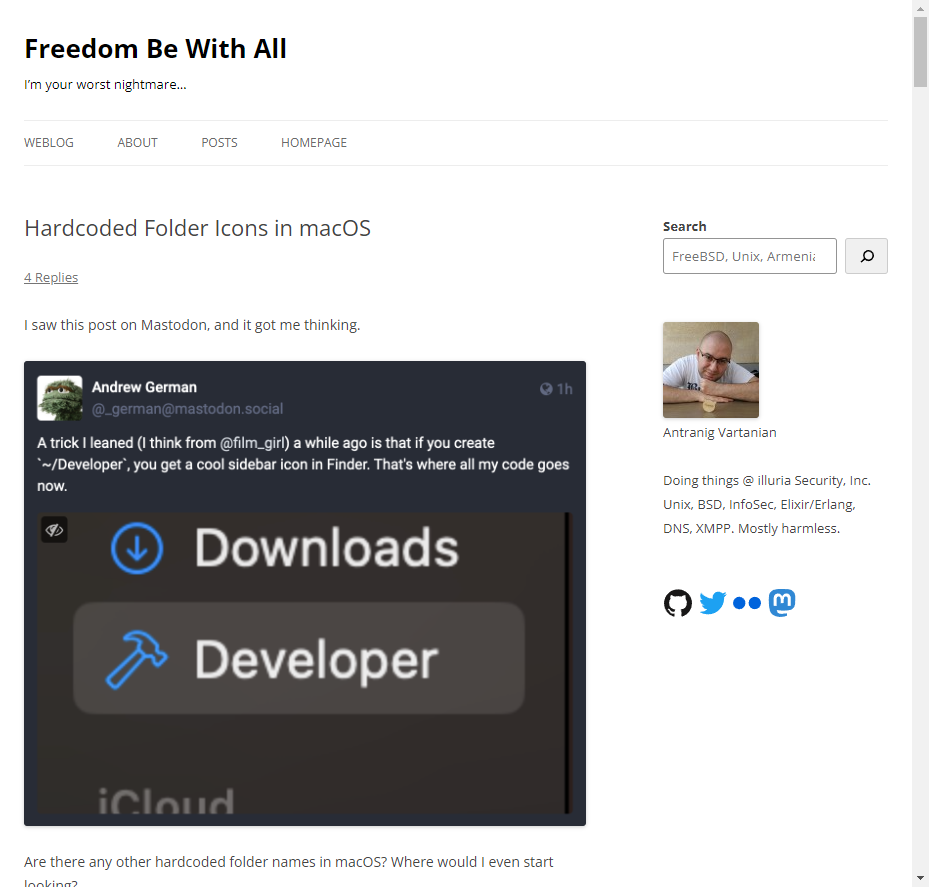 Freedom Be With All
I'm your worst nightmare…
WEBLOG ABOUT POSTS HOMEPAGE
Hardcoded Folder Icons in macOS
4 Replies
I saw this post on Mastodon, and it got me thinking.
Andrew German
1h
@_german@mastodon.social
A trick I leaned (I think from @film_girl) a while ago is that if you create
`~/Developer`, you get a cool sidebar icon in Finder. That's where all my code goes
now.
Downloads
Developer
iCloud
Are there any other hardcoded folder names in macOS? Where would I even start
looking?
Search
FreeBSD, Unix, Armenia
Antranig Vartanian
Doing things @ illuria Security, Inc.
Unix, BSD, InfoSec, Elixir/Erlang,
DNS, XMPP. Mostly harmless.